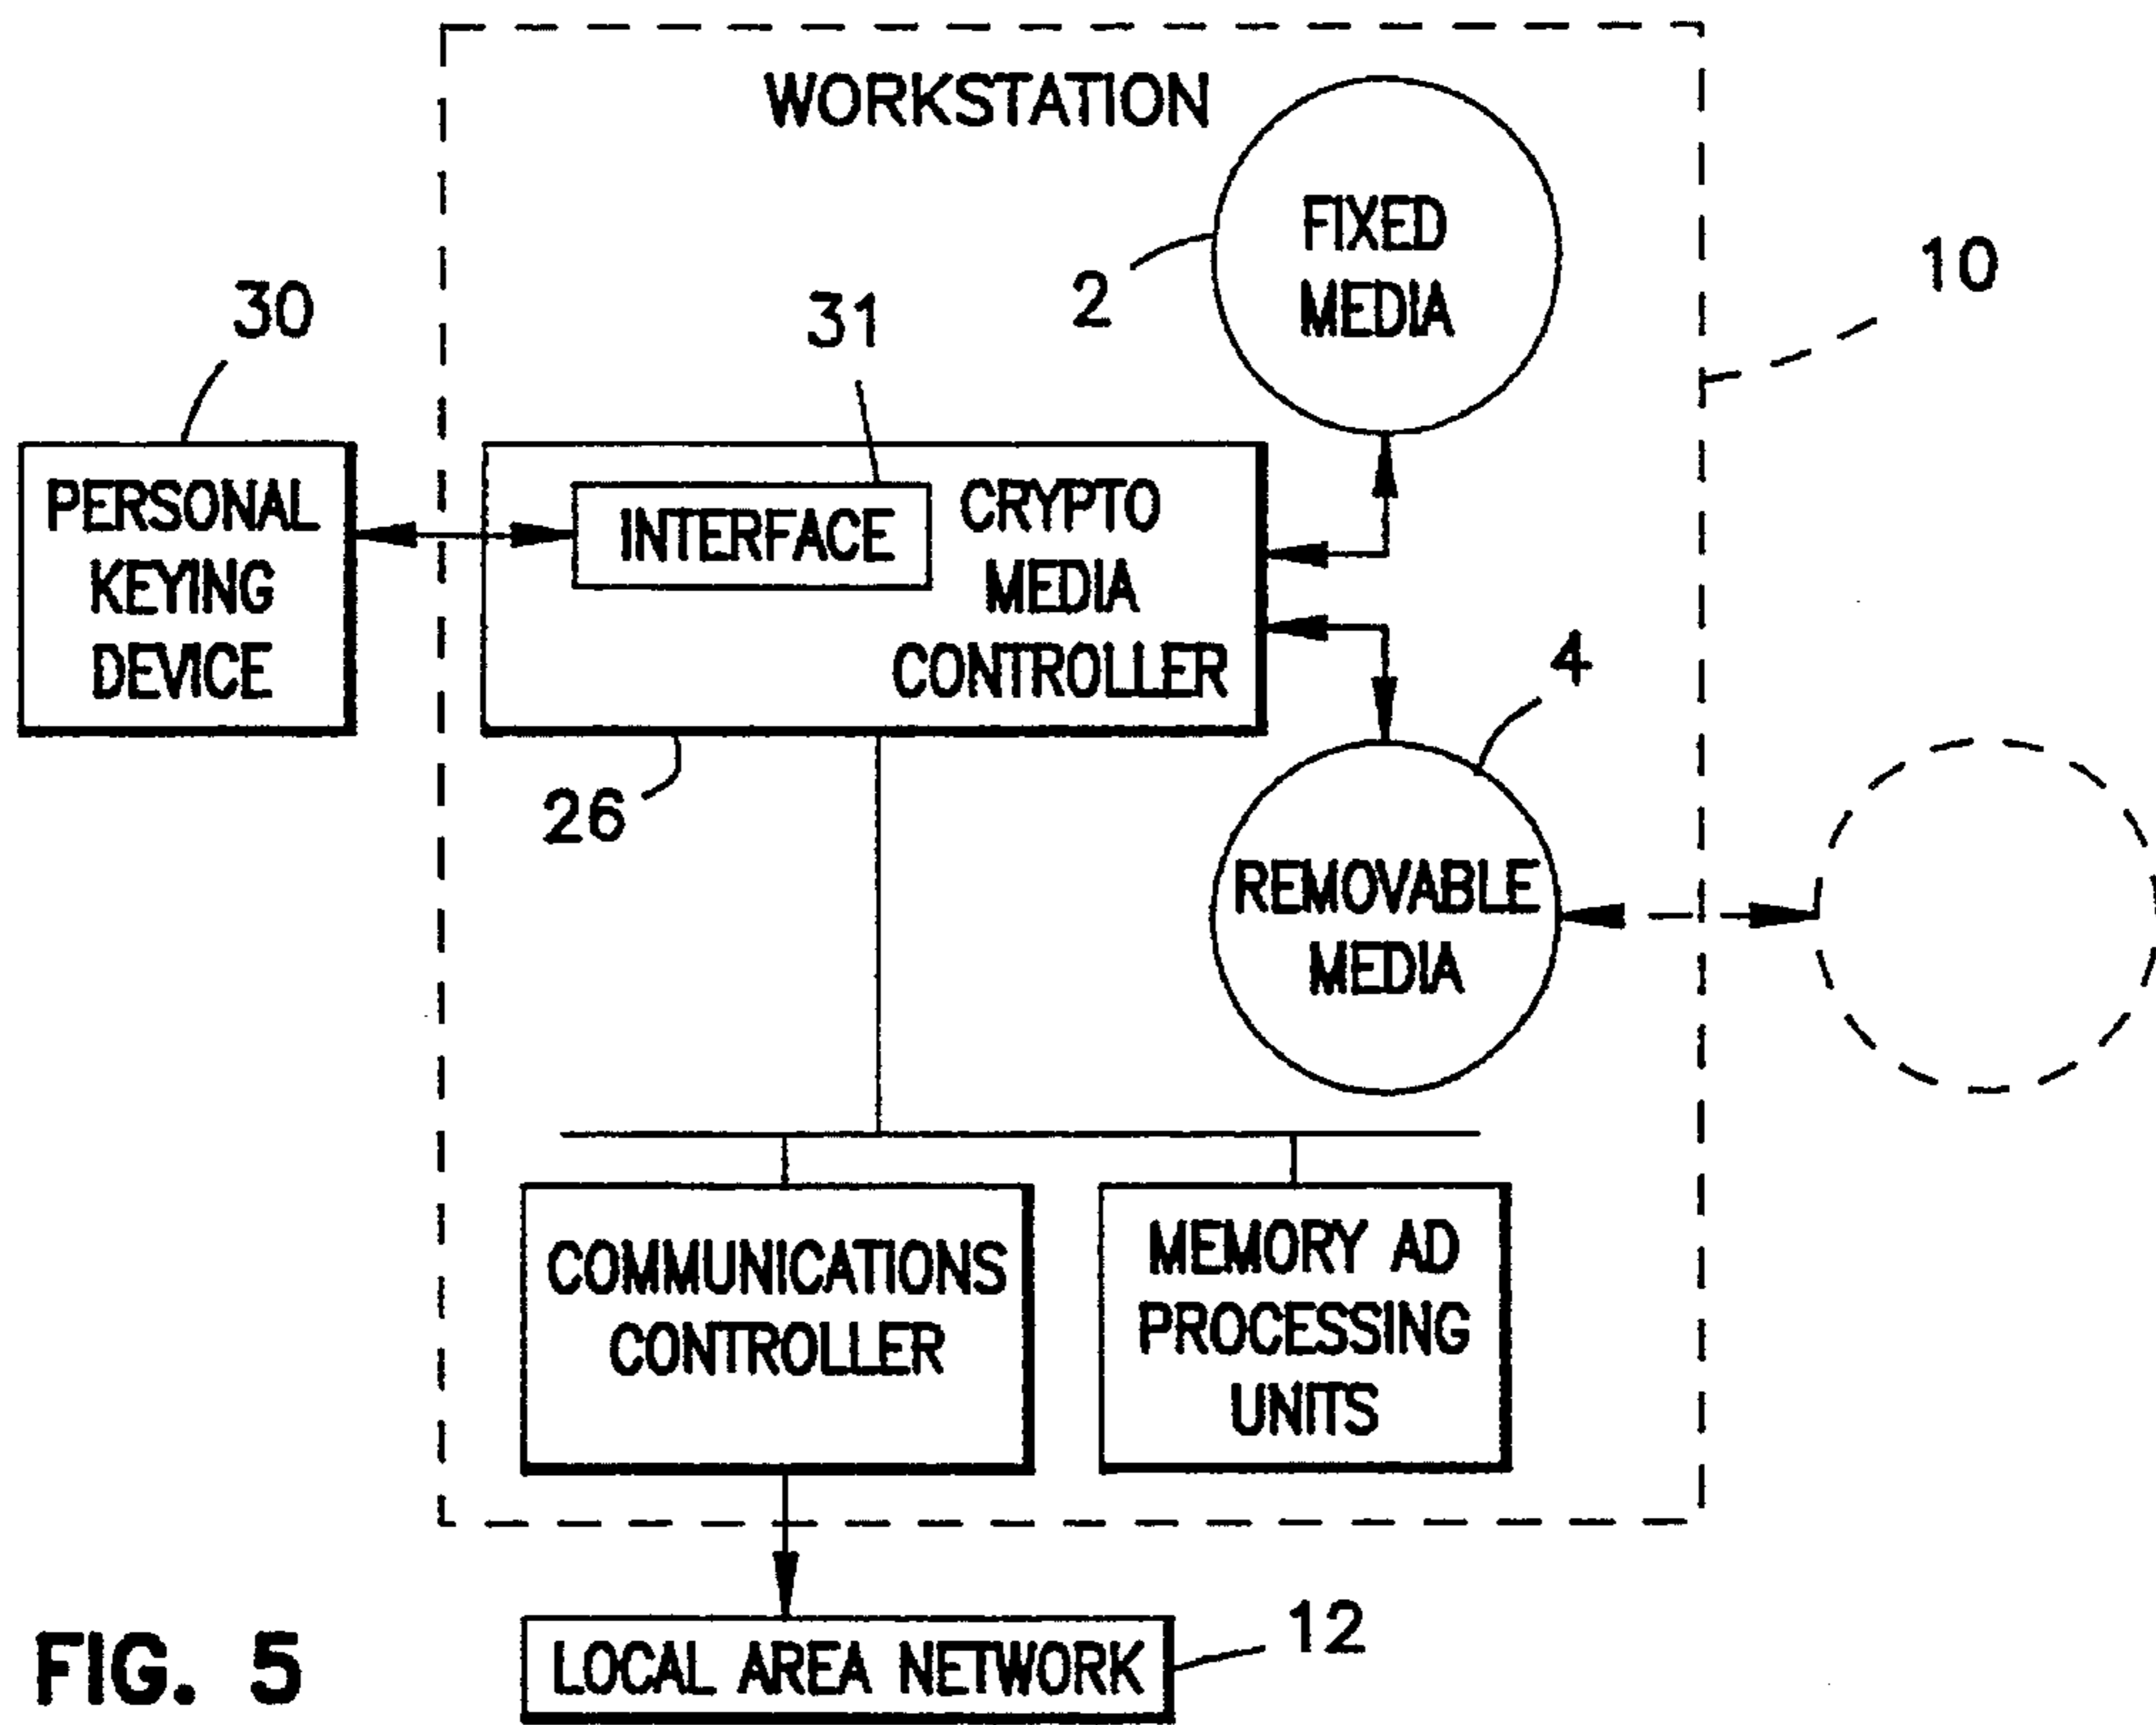 WORKSTATION
FIXED
MEDIA
2
10
30
31
PERSONAL
KEYING
DEVICE
INTERFACE
CRYPTO
MEDIA
CONTROLLER
26
4
REMOVABLE
MEDIA
COMMUNICATIONS
CONTROLLER
MEMORY AD
PROCESSING
UNITS
LOCAL AREA NETWORK
12
FIG. 5